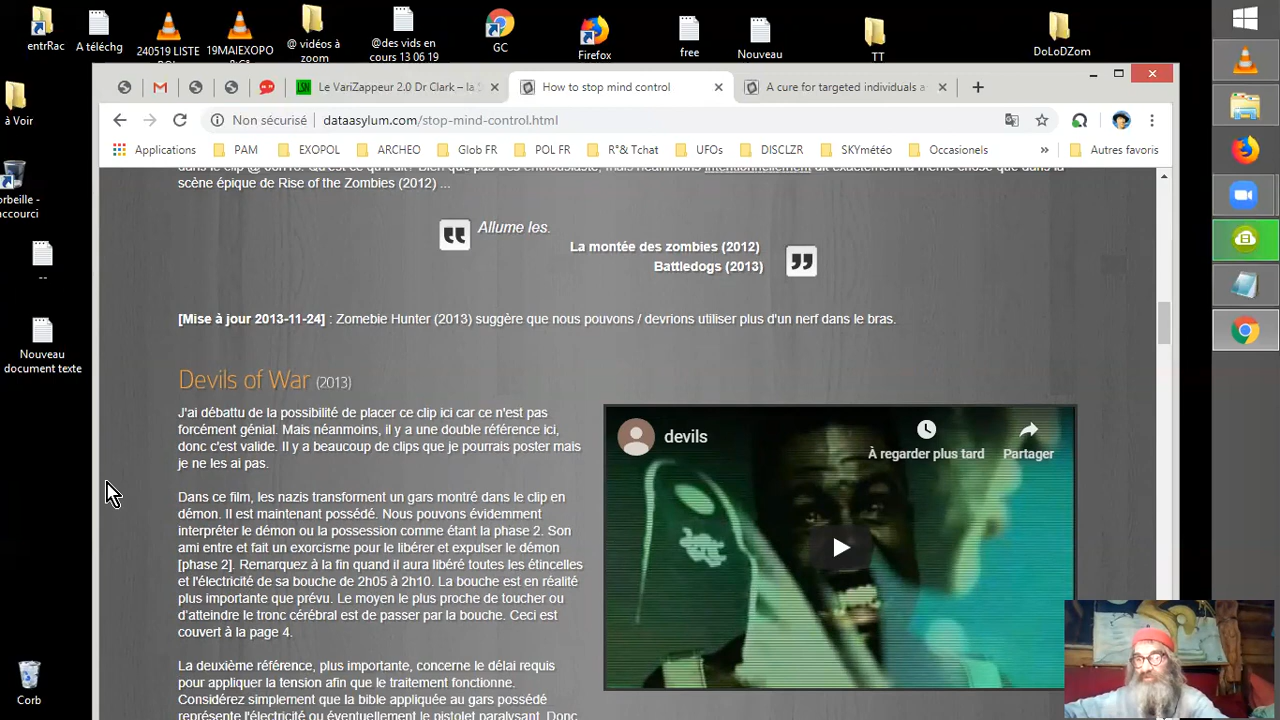 entrRac
A téléchg
240519 LISTE
19MAIEXPO
@ vidéos à
zoom
@des vids en
cours 13 06 19
GC
Firefox
free
Nouveau
TT
DoLoDZom
à Voir
Le VariZappeur 2.0 Dr Clark – la
How to stop mind control
A cure for targeted individuals a
Non sécurisé
dataasylum.com/stop-mind-control.html
Applications
PAM
EXOPOL
ARCHEO
Glob FR
POL FR
R°& Tchat
UFOs
DISCLZR
SKYmétéo
Occasionels
Autres favoris
orbeille -
accourci
--
Nouveau
document texte
Corb
scène épique de Rise of the Zombies (2012) ...
Allume les.
La montée des zombies (2012)
Battledogs (2013)
[Mise à jour 2013-11-24] : Zomebie Hunter (2013) suggère que nous pouvons / devrions utiliser plus d'un nerf dans le bras.
Devils of War (2013)
J'ai débattu de la possibilité de placer ce clip ici car ce n'est pas
forcément génial. Mais néanmoins, il y a une double référence ici,
donc c'est valide. Il y a beaucoup de clips que je pourrais poster mais
je ne les ai pas.
Dans ce film, les nazis transforment un gars montré dans le clip en
démon. Il est maintenant possédé. Nous pouvons évidemment
interpréter le démon ou la possession comme étant la phase 2. Son
ami entre et fait un exorcisme pour le libérer et expulser le démon
[phase 2]. Remarquez à la fin quand il aura libéré toutes les étincelles
et l'électricité de sa bouche de 2h05 à 2h10. La bouche est en réalité
plus importante que prévu. Le moyen le plus proche de toucher ou
d'atteindre le tronc cérébral est de passer par la bouche. Ceci est
couvert à la page 4.
La deuxième référence, plus importante, concerne le délai requis
pour appliquer la tension afin que le traitement fonctionne.
Considérez simplement que la bible appliquée au gars possédé
représente l'électricité ou éventuellement le pistolet paralysant. Donc
devils
À regarder plus tard
Partager